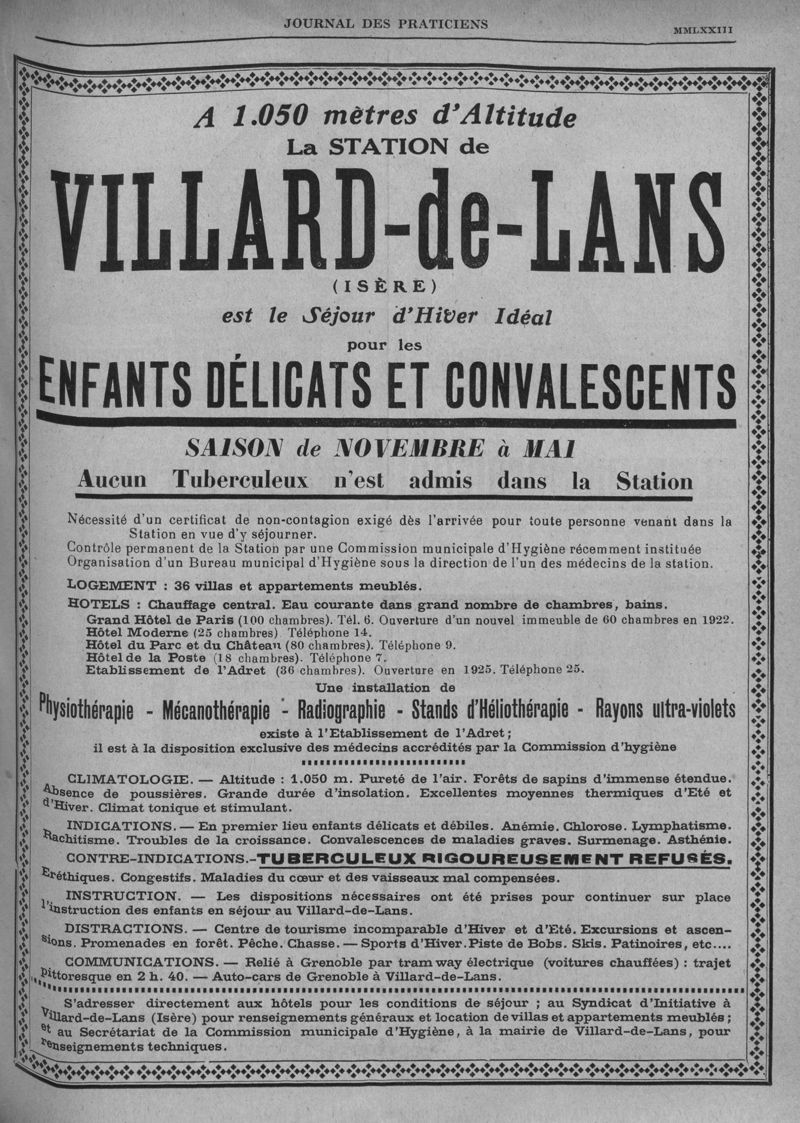 JOURNAL DES PRATICIENS
MMLXXIII
A 1.050 mètres d'Altitude
La STATION de
VILLARD-de-LANS
(ISÈRE)
est le Séjour d'Hiver Idéal
pour les
ENFANTS DÉLICATS ET CONVALESCENTS
SAISON de NOVEMBRE à MAI
Aucun Tuberculeux n'est admis dans la Station
Nécessité d'un certificat de non-contagion exigé dès l'arrivée pour toute personne venant dans la
Station en vue d'y séjourner.
Contrôle permanent de la Station par une Commission municipale d'Hygiène récemment instituée
Organisation d'un Bureau municipal d'Hygiène sous la direction de l'un des médecins de la station.
LOGEMENT : 36 villas et appartements meublés.
HOTELS : Chauffage central. Eau courante dans grand nombre de chambres, bains.
Grand Hôtel de Paris (100 chambres). Tél. 6. Ouverture d'un nouvel immeuble de 60 chambres en 1922.
Hôtel Moderne (25 chambres) Téléphone 14.
Hôtel du Parc et du Château (80 chambres). Téléphone 9.
Hôtel de la Poste (18 chambres). Téléphone 7.
Etablissement de l'Adret (36 chambres). Ouverture en 1925. Téléphone 25.
Une installation de
Physiothérapie - Mécanothérapie - Radiographie - Stands d'Héliothérapie - Rayons ultra-violets
existe à l'Etablissement de l'Adret ;
il est à la disposition exclusive des médecins accrédités par la Commission d'hygiène
CLIMATOLOGIE. — Altitude : 1.050 m. Pureté de l'air. Forêts de sapins d'immense étendue.
Absence de poussières. Grande durée d'insolation. Excellentes moyennes thermiques d'Eté et
d'Hiver. Climat tonique et stimulant.
INDICATIONS. — En premier lieu enfants délicats et débiles. Anémie. Chlorose. Lymphatisme.
Rachitisme. Troubles de la croissance. Convalescences de maladies graves. Surmenage. Asthénie.
CONTRE-INDICATIONS.-TUBERCULEUX RIGOUREUSEMENT REFUSÉS.
Eréthiques. Congestifs. Maladies du cœur et des vaisseaux mal compensées.
INSTRUCTION. — Les dispositions nécessaires ont été prises pour continuer sur place
l'instruction des enfants en séjour au Villard-de-Lans.
DISTRACTIONS. — Centre de tourisme incomparable d'Hiver et d'Eté. Excursions et ascen-
sions. Promenades en forêt. Pêche. Chasse. — Sports d'Hiver. Piste de Bobs. Skis. Patinoires, etc....
COMMUNICATIONS. — Relié à Grenoble par tramway électrique (voitures chauffées) : trajet
pittoresque en 2 h. 40. — Auto-cars de Grenoble à Villard-de-Lans.
S'adresser directement aux hôtels pour les conditions de séjour ; au Syndicat d'Initiative à
Villard-de-Lans (Isère) pour renseignements généraux et location de villas et appartements meublés ;
et au Secrétariat de la Commission municipale d'Hygiène, à la mairie de Villard-de-Lans, pour
renseignements techniques.